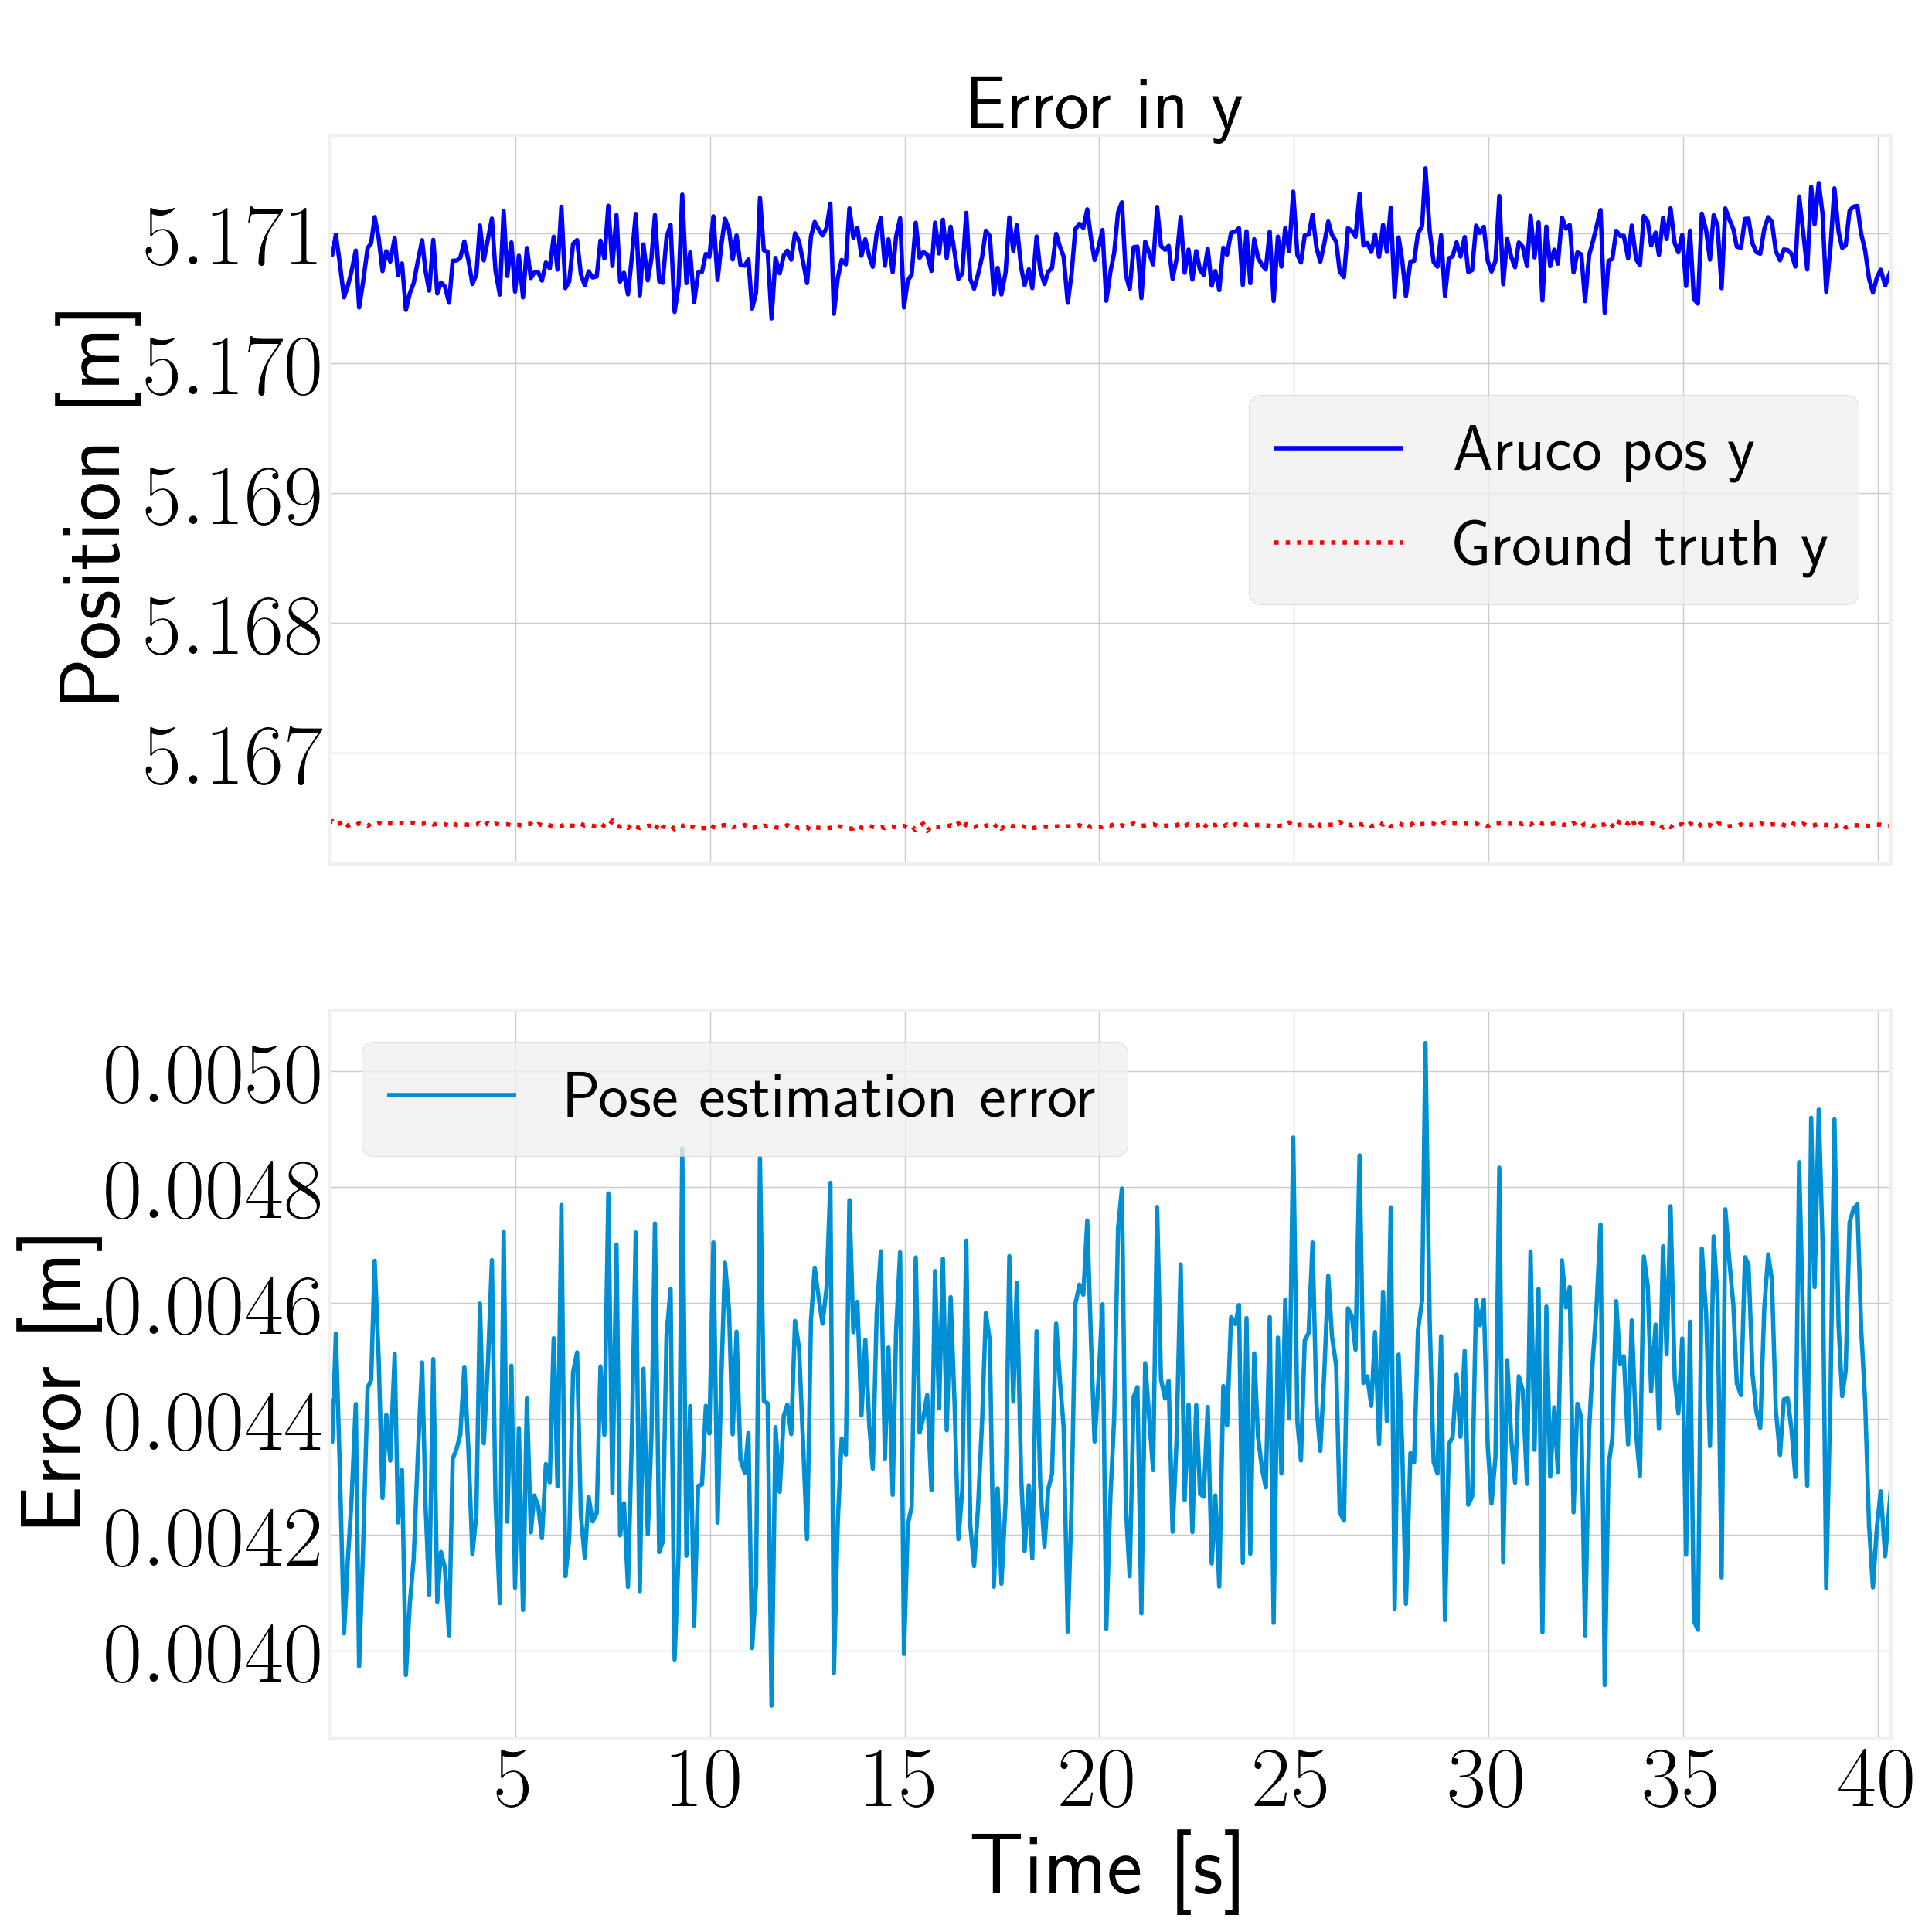 Error in y
Position [m]
5.171
5.170
5.169
5.168
5.167
Aruco pos y
Ground truth y
Error [m]
0.0050
0.0048
0.0046
0.0044
0.0042
0.0040
Pose estimation error
5 10 15 20 25 30 35 40
Time [s]